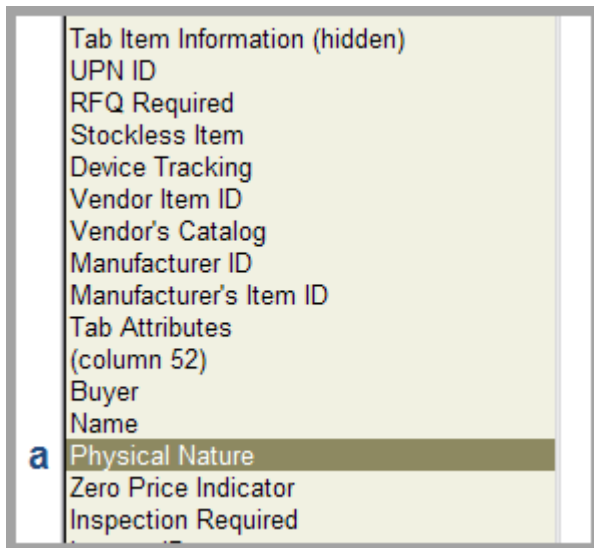 Tab Item Information (hidden)
UPN ID
RFQ Required
Stockless Item
Device Tracking
Vendor Item ID
Vendor's Catalog
Manufacturer ID
Manufacturer's Item ID
Tab Attributes
(column 52)
Buyer
Name
a Physical Nature
Zero Price Indicator
Inspection Required